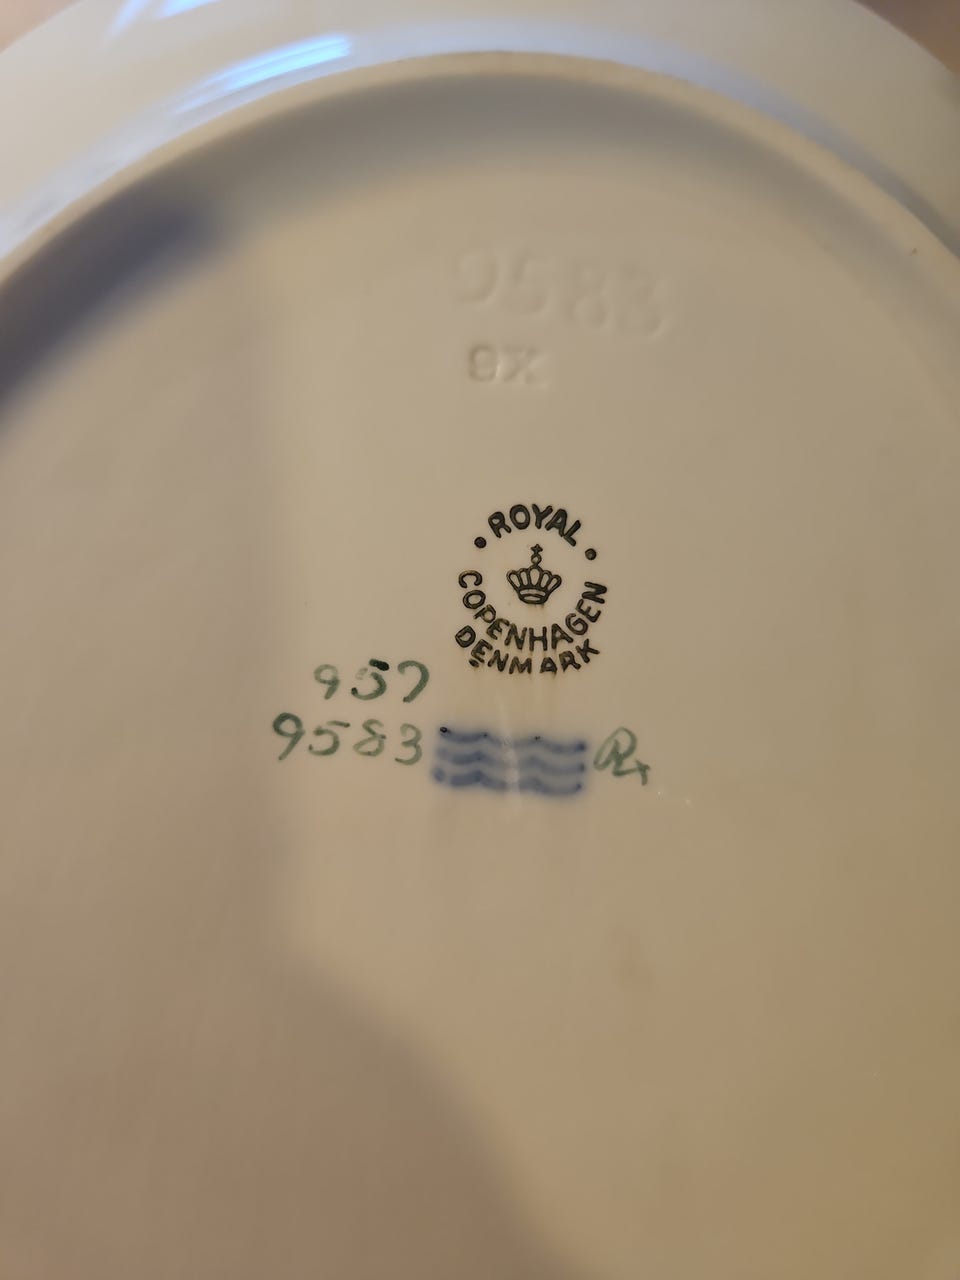 9583
9X
• ROYAL •
COPENHAGEN
DENMARK
957
9583